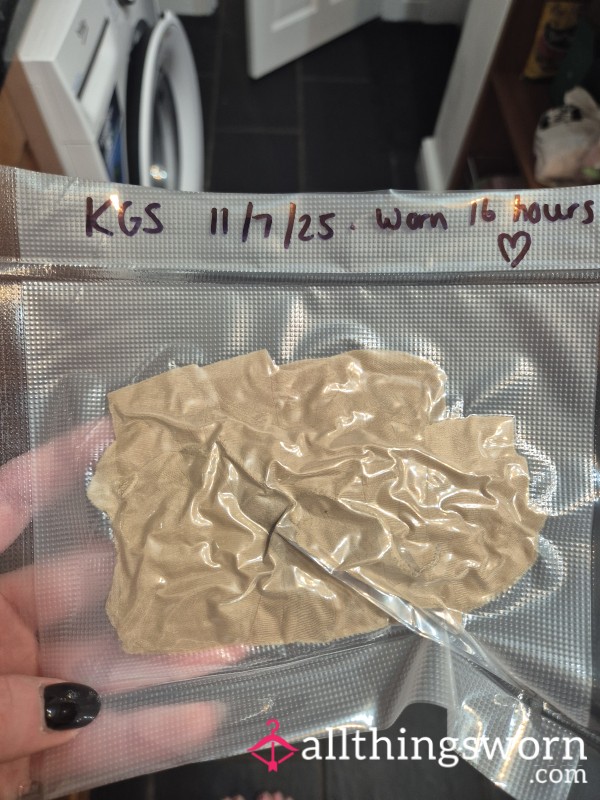 KGS 11/7/25. Worn 16 hours
♡
allthingsworn
.com